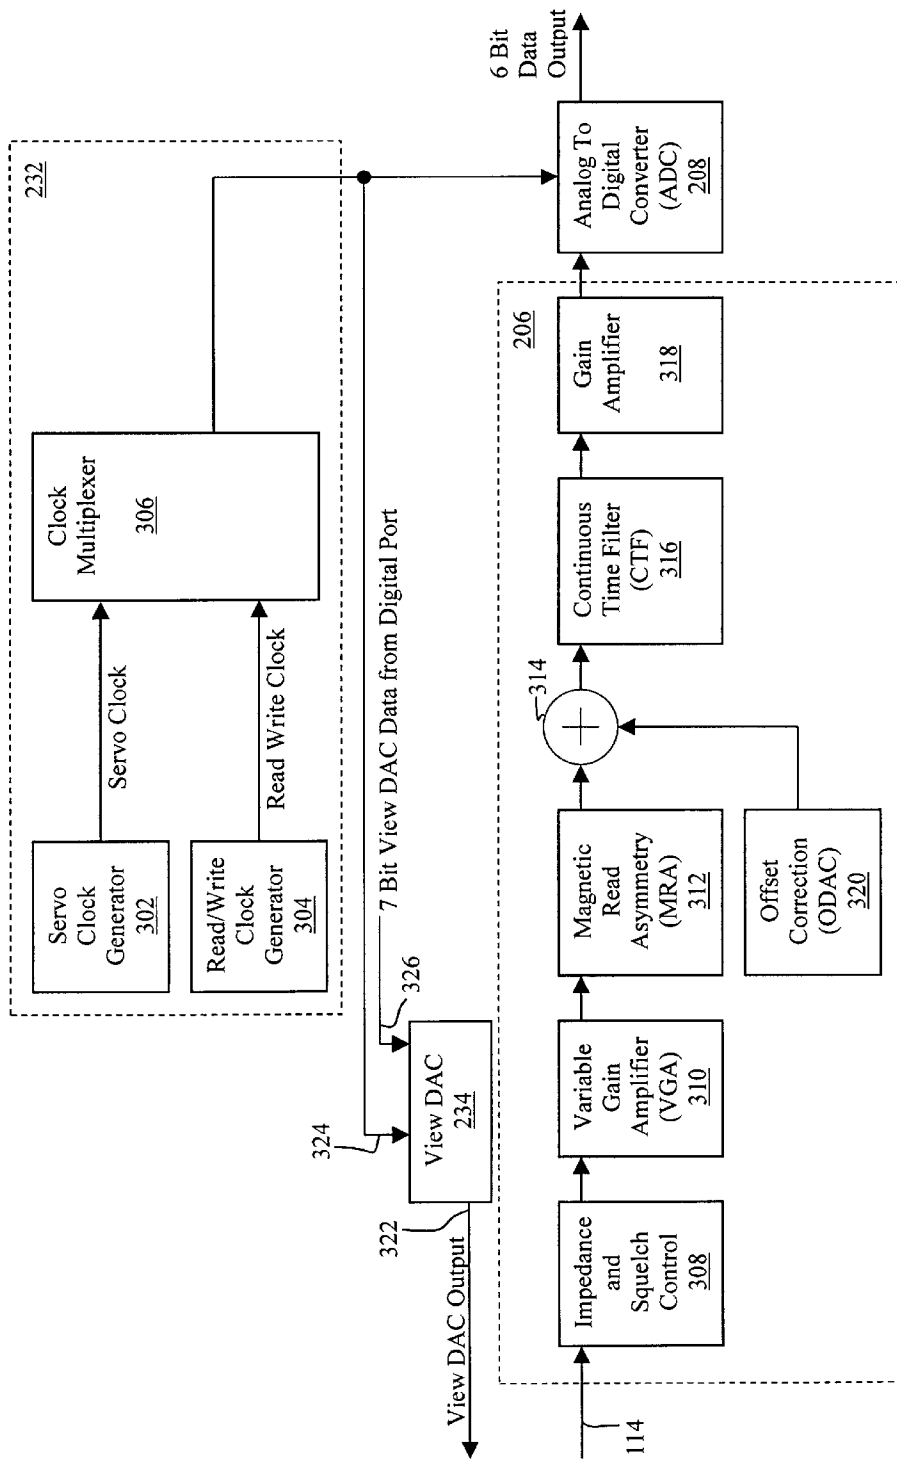 232
Servo
Clock
Generator
302
Servo Clock
Read/Write
Clock
Generator
304
Read Write Clock
Clock
Multiplexer
306
7 Bit View DAC Data from Digital Port
326
324
View DAC
234
322
View DAC Output
6 Bit
Data
Output
Analog To
Digital
Converter
(ADC)
208
206
114
Impedance
and
Squelch
Control
308
Variable
Gain
Amplifier
(VGA)
310
Magnetic
Read
Asymmetry
(MRA)
312
314
Continuous
Time Filter
(CTF)
316
Gain
Amplifier
318
Offset
Correction
(ODAC)
320